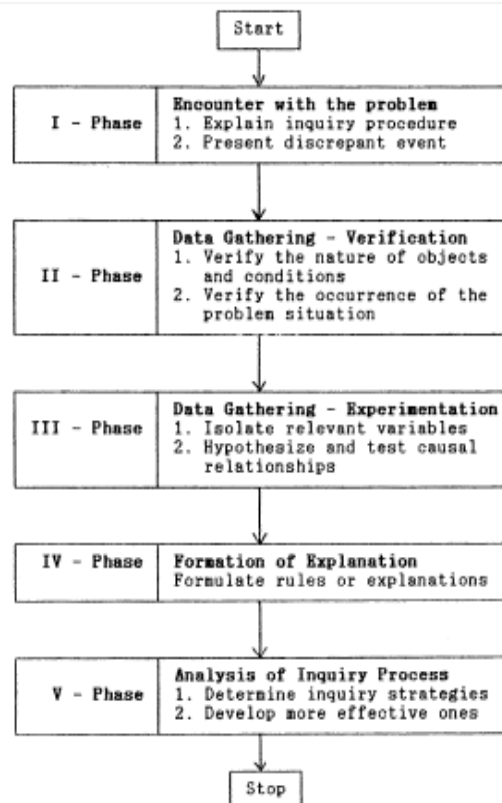 Start
I - Phase
Encounter with the problem
1. Explain inquiry procedure
2. Present discrepant event
II - Phase
Data Gathering - Verification
1. Verify the nature of objects
and conditions
2. Verify the occurrence of the
problem situation
III - Phase
Data Gathering - Experimentation
1. Isolate relevant variables
2. Hypothesize and test causal
relationships
IV - Phase
Formation of Explanation
Formulate rules or explanations
V - Phase
Analysis of Inquiry Process
1. Determine inquiry strategies
2. Develop more effective ones
Stop